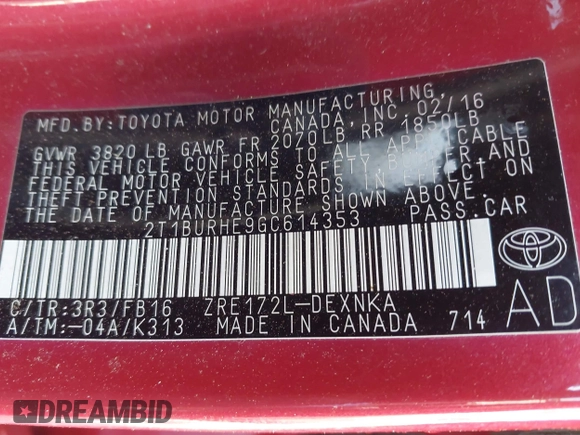 MFD.BY:TOYOTA MOTOR MANUFACTURING,
CANADA, INC. 02/16
GVWR 3820 LB GAWR FR 2070LB RR 1850LB
THIS VEHICLE CONFORMS TO ALL APPLICABLE
FEDERAL MOTOR VEHICLE SAFETY, BUMPER, AND
THEFT PREVENTION STANDARDS IN EFFECT ON
THE DATE OF MANUFACTURE SHOWN ABOVE.
2T1BURHE9GC614353 PASS.CAR
C/TR:3R3/FB16 ZRE172L-DEXNKA
A/TM:-04A/K313 MADE IN CANADA 714
AD
DREAMBID